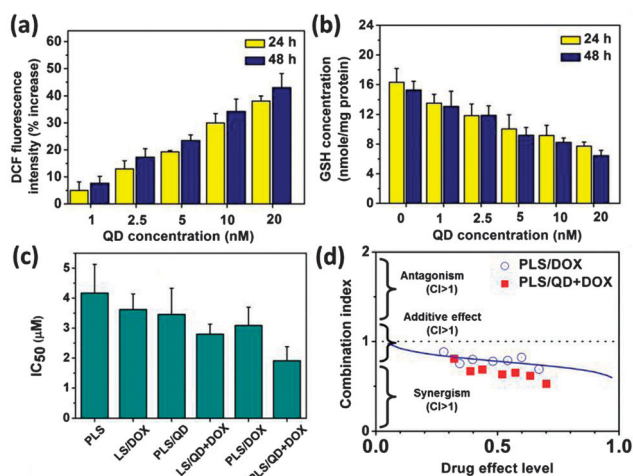 (a)
24 h
48 h
DCF fluorescence
intensity (% increase)
60
50
40
30
20
10
0
1 2.5 5 10 20
QD concentration (nM)
(b)
24 h
48 h
GSH concentration
(nmole/mg protein)
24
20
16
12
8
4
0
0 1 2.5 5 10 20
QD concentration (nM)
(c)
IC50 (μM)
6
5
4
3
2
1
0
PLS LS/DOX PLS/QD LS/QD+DOX PLS/DOX PLS/QD+DOX
(d)
PLS/DOX
PLS/QD+DOX
Combination index
2
1
0
Antagonism
(CI>1)
Additive effect
(CI>1)
Synergism
(CI>1)
0.0 0.5 1.0
Drug effect level